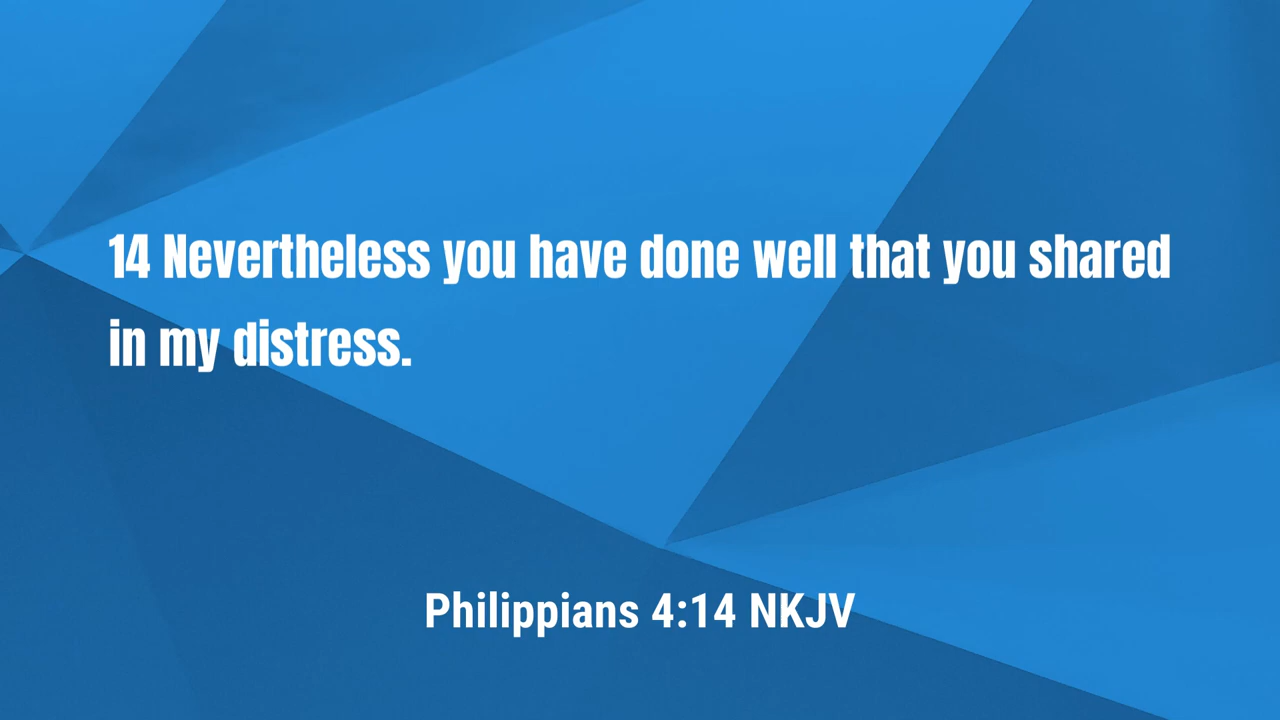 14 Nevertheless you have done well that you shared
in my distress.
Philippians 4:14 NKJV